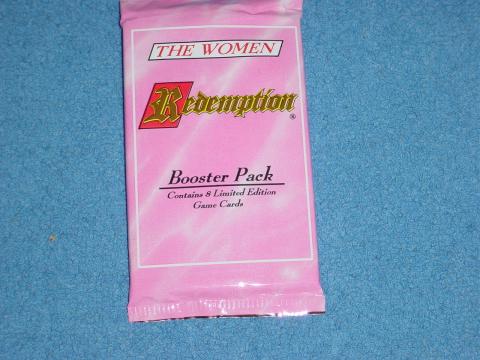 THE WOMEN
Redemption®
Booster Pack
Contains 8 Limited Edition
Game Cards